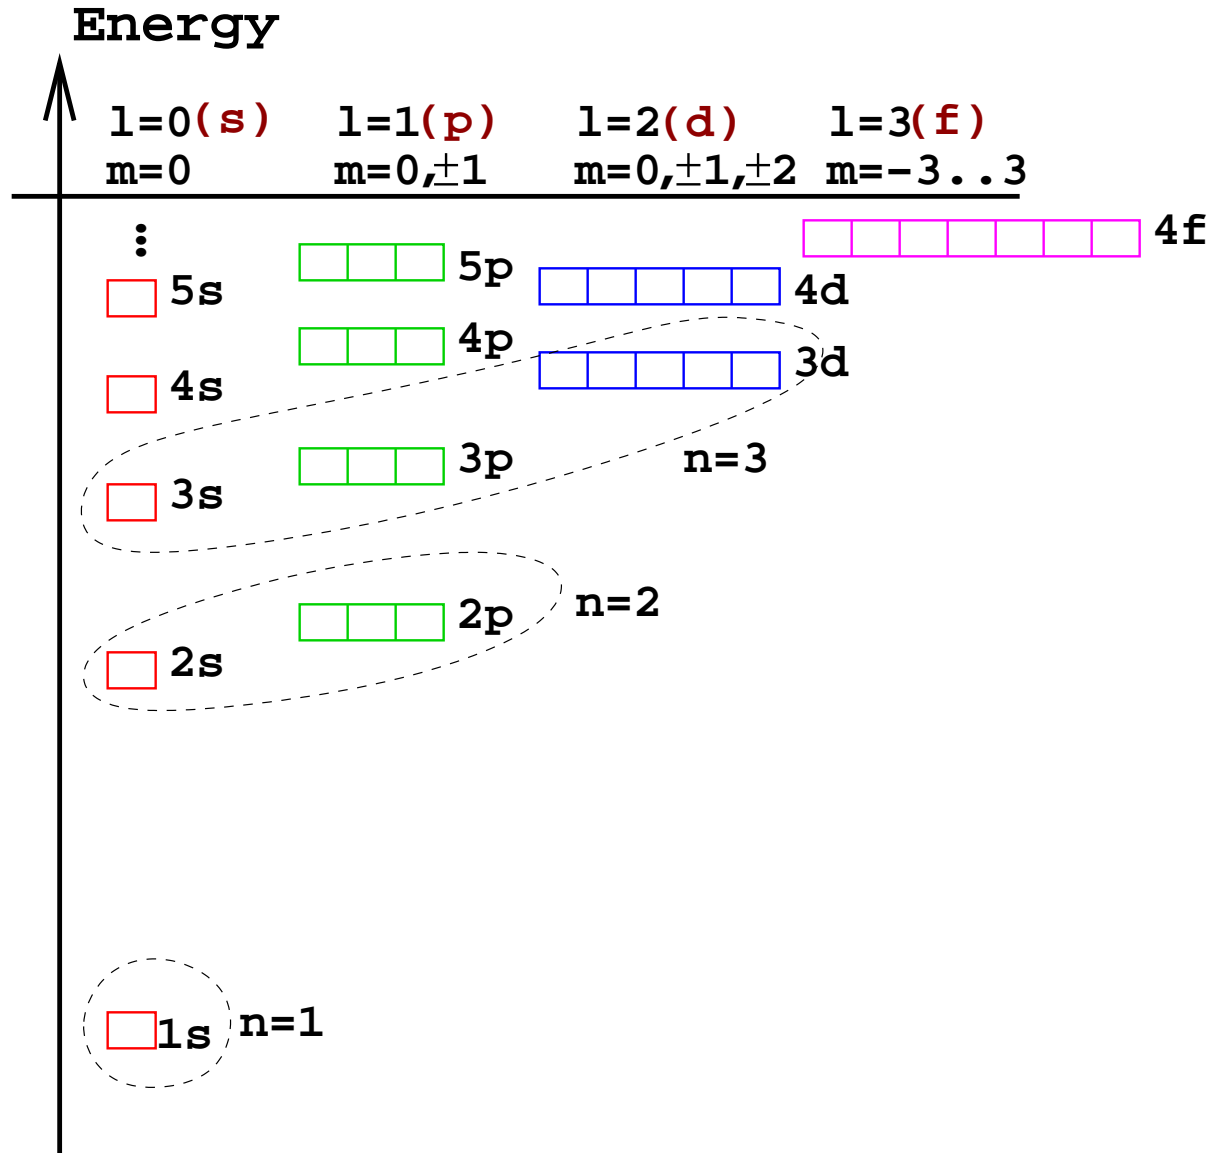 Energy
l=0(s) l=1(p) l=2(d) l=3(f)
m=0 m=0,±1 m=0,±1,±2 m=-3..3
4f
5p
5s
4d
4p
3d
4s
3p
n=3
3s
2p
n=2
2s
1s
n=1